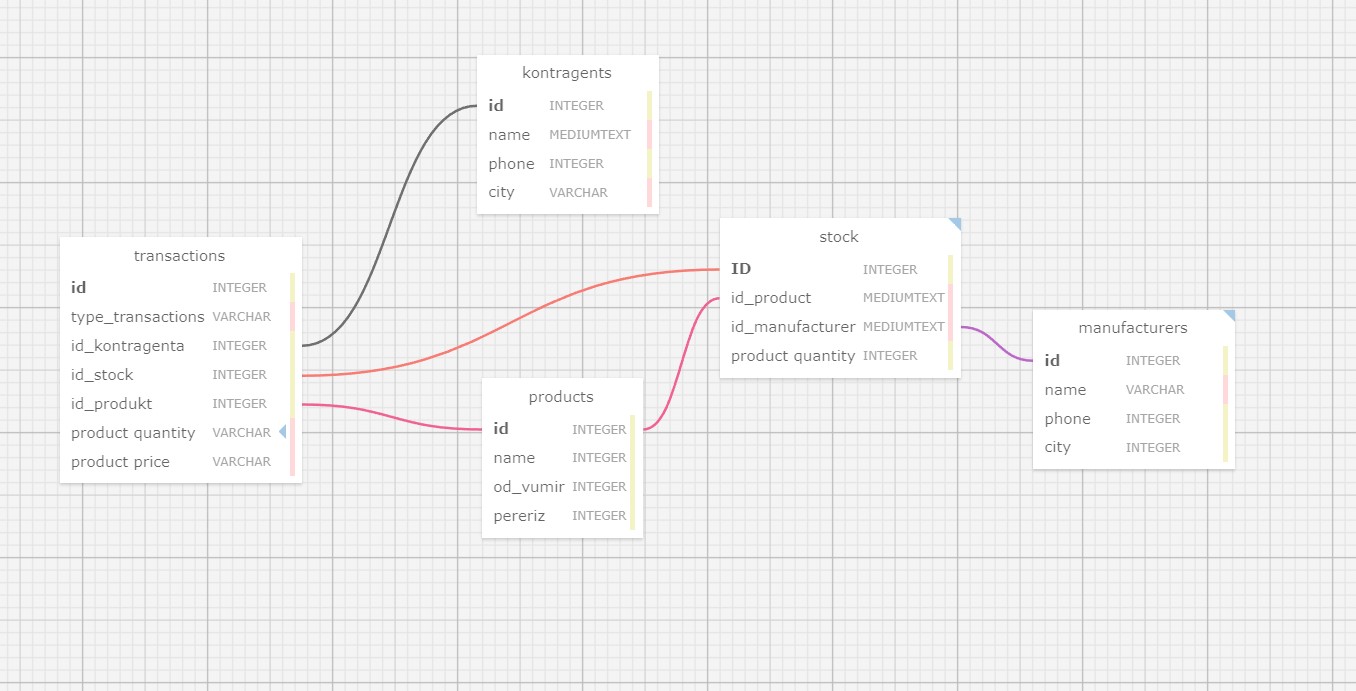 kontragents
id INTEGER
name MEDIUMTEXT
phone INTEGER
city VARCHAR
transactions
id INTEGER
type_transactions VARCHAR
id_kontragenta INTEGER
id_stock INTEGER
id_produkt INTEGER
product quantity VARCHAR
product price VARCHAR
products
id INTEGER
name INTEGER
od_vumir INTEGER
pereriz INTEGER
stock
ID INTEGER
id_product MEDIUMTEXT
id_manufacturer MEDIUMTEXT
product quantity INTEGER
manufacturers
id INTEGER
name VARCHAR
phone INTEGER
city INTEGER